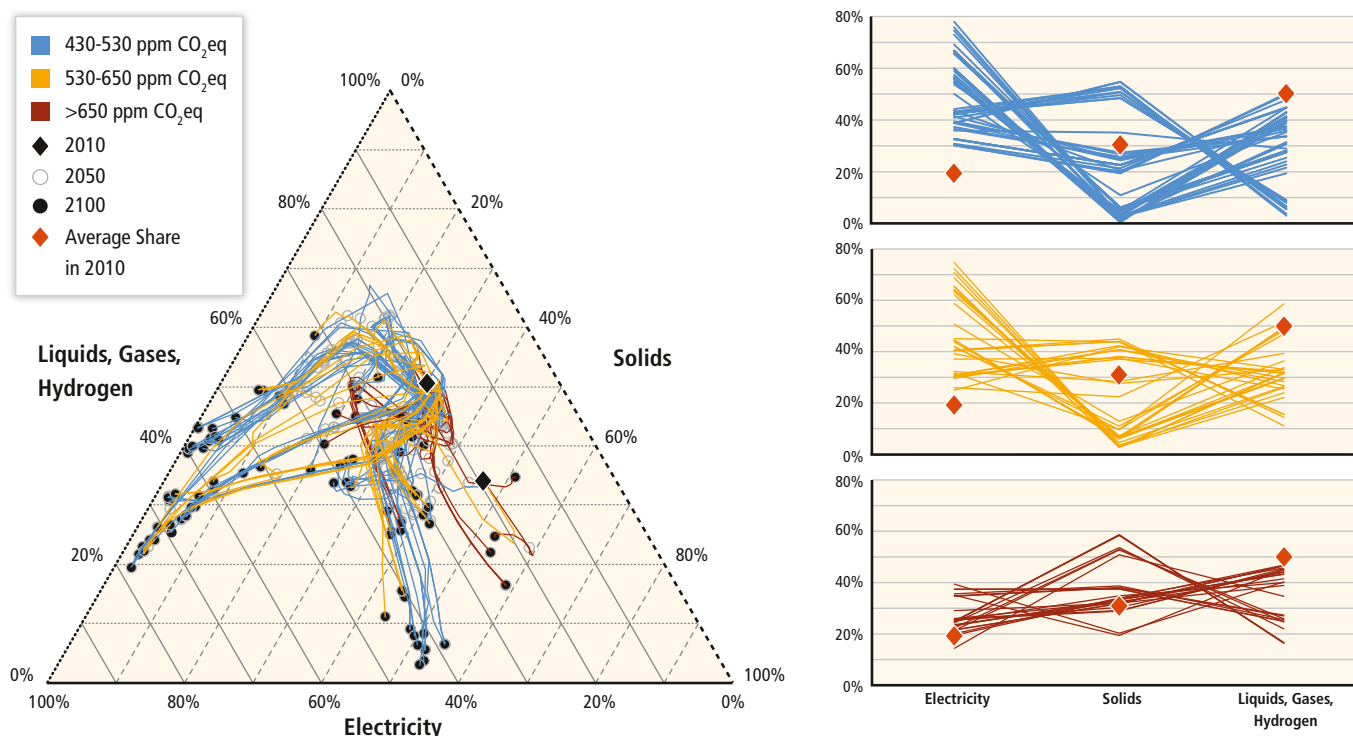 430-530 ppm CO₂eq
530-650 ppm CO₂eq
>650 ppm CO₂eq
2010
2050
2100
Average Share
in 2010
100% 0%
80% 20%
60% 40%
Liquids, Gases,
Hydrogen
Solids
40% 60%
20% 80%
0% 100%
100% 80% 60% 40% 20% 0%
Electricity
80%
60%
40%
20%
0%
80%
60%
40%
20%
0%
80%
60%
40%
20%
0%
Electricity Solids Liquids, Gases,
Hydrogen